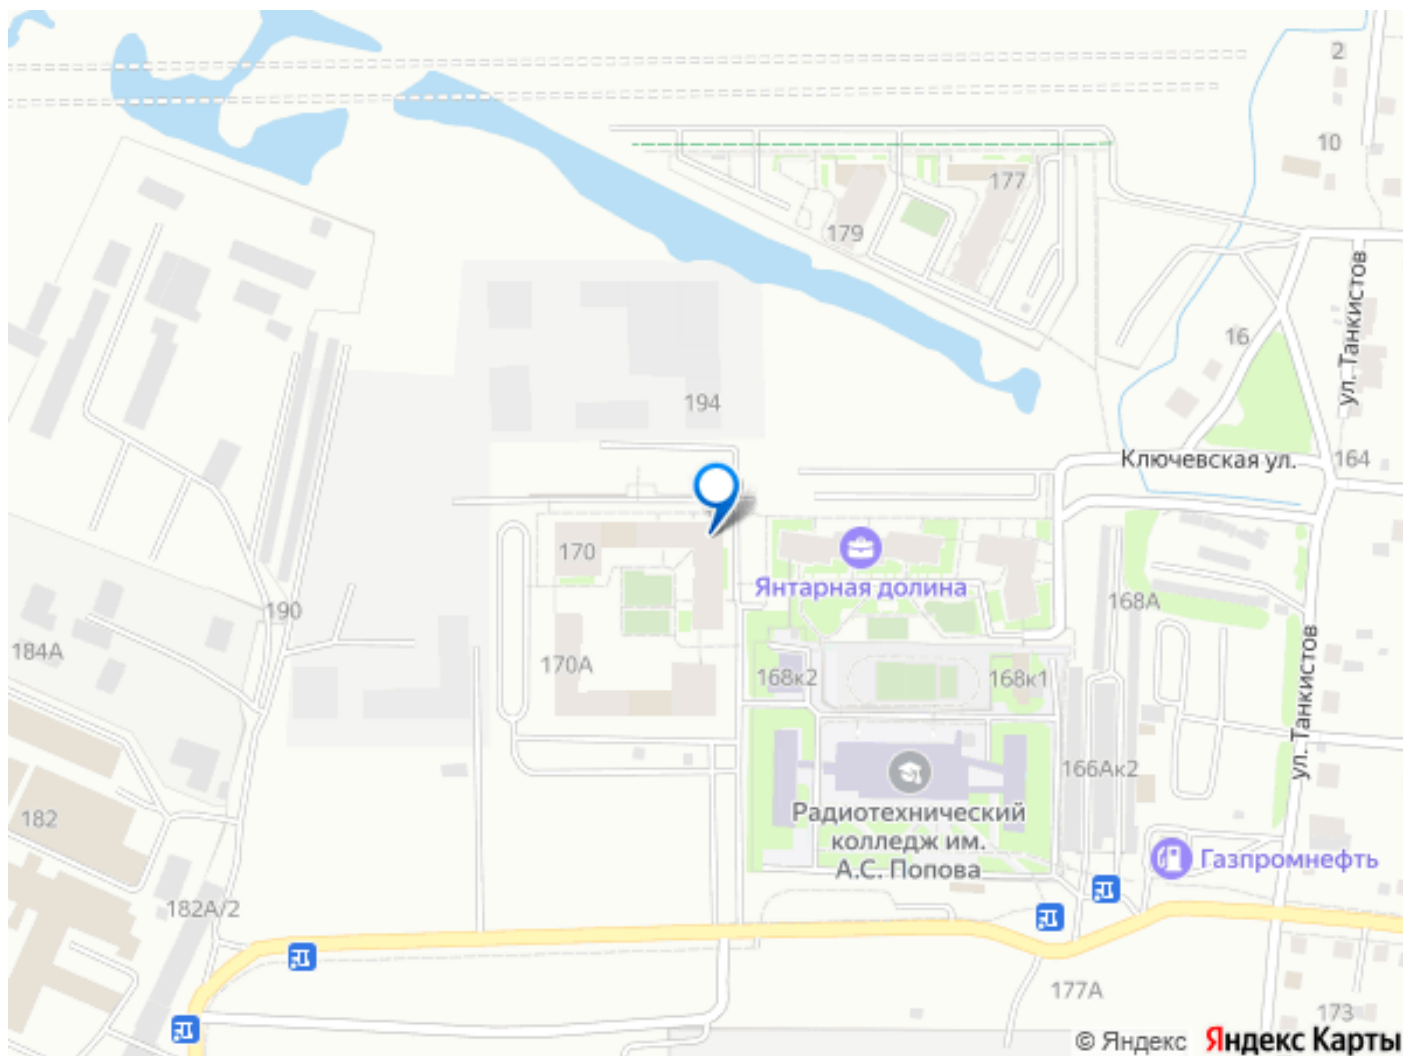 2
10
177
179
ул. Танкистов
16
194
Ключевская ул.
164
170
Янтарная долина
190
168А
184А
170А
168к2
168к1
ул. Танкистов
166Ак2
182
Радиотехнический
колледж им.
А.С. Попова
Газпромнефть
182А/2
177А
173
© Яндекс Яндекс Карты